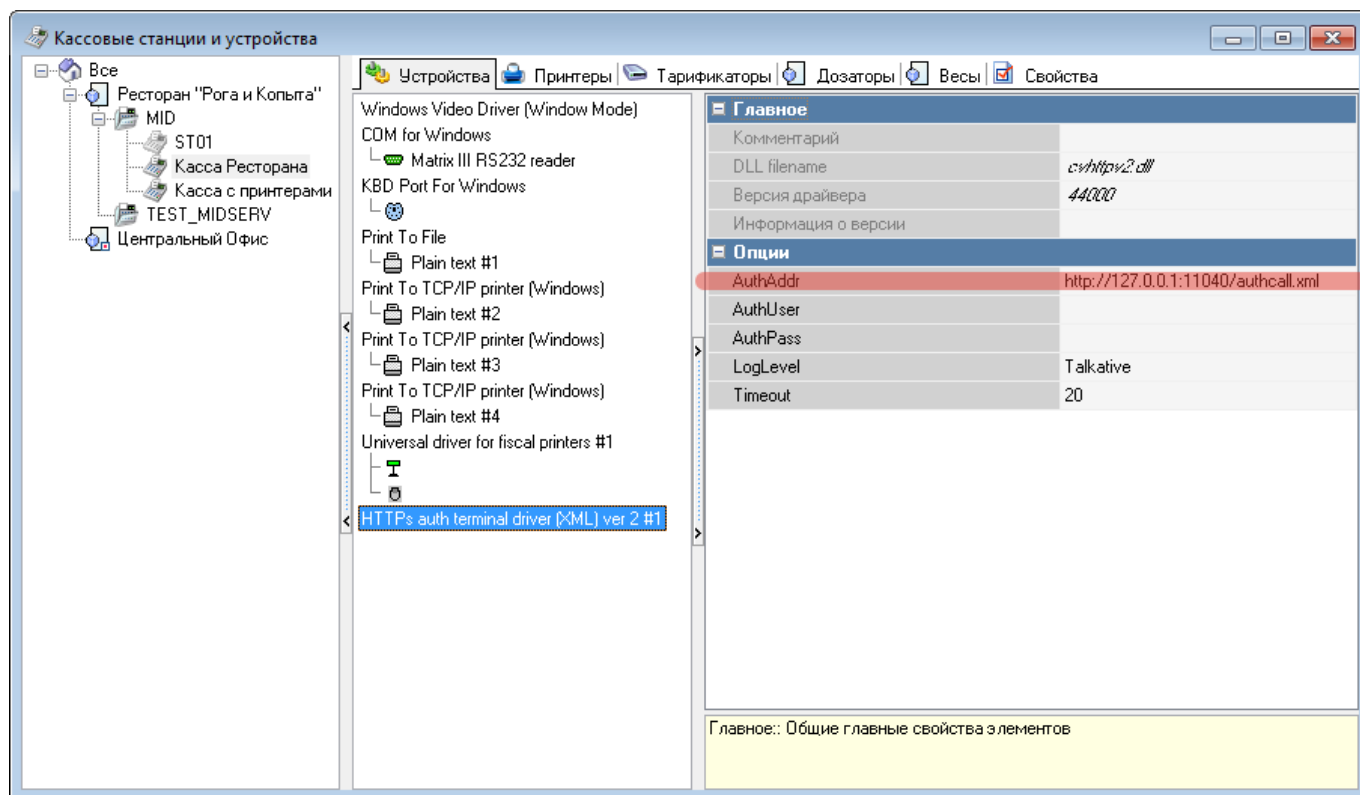 Кассовые станции и устройства
Все
Ресторан "Рога и Копыта"
MID
ST01
Касса Ресторана
Касса с принтерами
TEST_MIDSERV
Центральный Офис
Устройства Принтеры Тарификаторы Дозаторы Весы Свойства
Windows Video Driver (Window Mode)
COM for Windows
Matrix III RS232 reader
KBD Port For Windows
Print To File
Plain text #1
Print To TCP/IP printer (Windows)
Plain text #2
Print To TCP/IP printer (Windows)
Plain text #3
Print To TCP/IP printer (Windows)
Plain text #4
Universal driver for fiscal printers #1
HTTPs auth terminal driver (XML) ver 2 #1
Главное
Комментарий
DLL filename cvhttpv2.dll
Версия драйвера 44000
Информация о версии
Опции
AuthAddr http://127.0.0.1:11040/authcall.xml
AuthUser
AuthPass
LogLevel Talkative
Timeout 20
Главное:: Общие главные свойства элементов